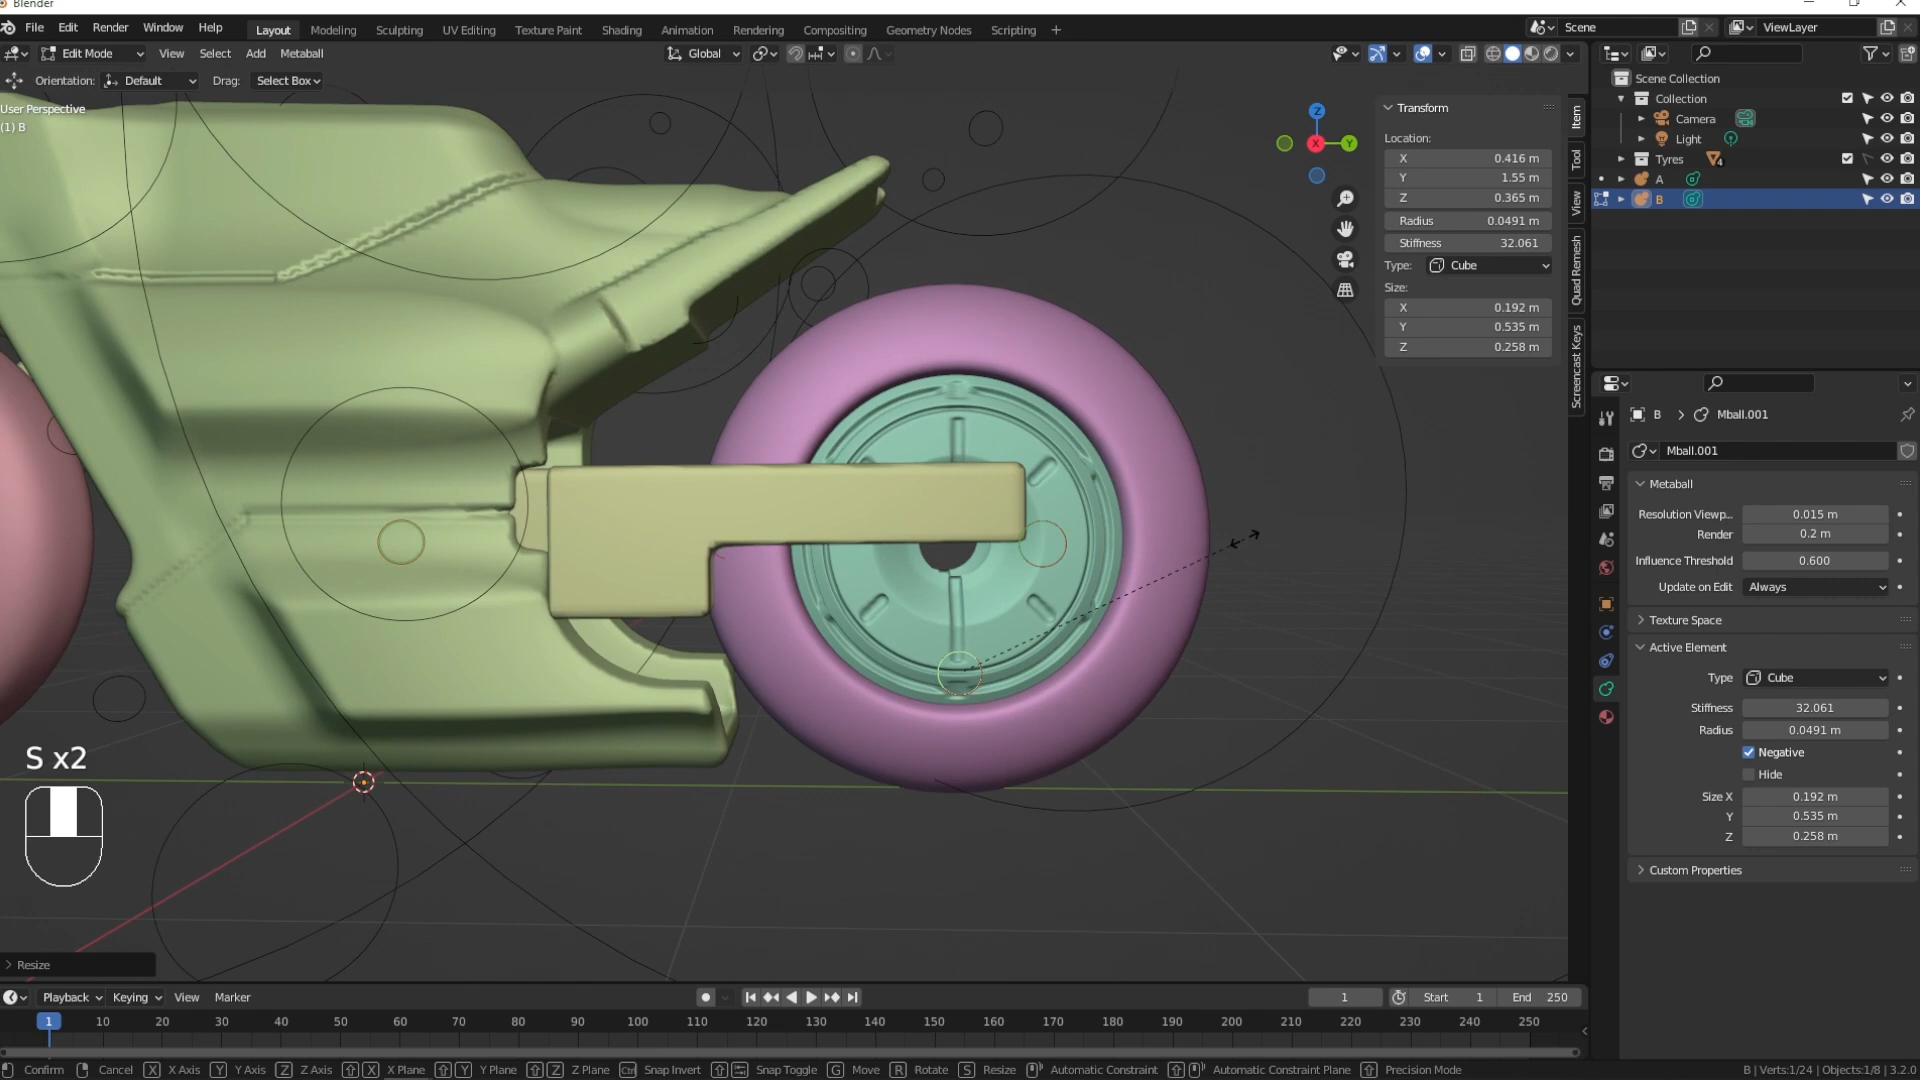 Blender
File Edit Render Window Help Layout Modeling Sculpting UV Editing Texture Paint Shading Animation Rendering Compositing Geometry Nodes Scripting + Scene ViewLayer
Edit Mode View Select Add Metaball Global
Orientation: Default Drag: Select Box
User Perspective
(1) B
Z
X
Y
Transform
Location:
X 0.416 m
Y 1.55 m
Z 0.365 m
Radius 0.0491 m
Stiffness 32.061
Type: Cube
Size:
X 0.192 m
Y 0.535 m
Z 0.258 m
Item
Tool
View
Quad Remesh
Screencast Keys
Scene Collection
Collection
Camera
Light
Tyres 4
A
B
B > Mball.001
Mball.001
Metaball
Resolution Viewp... 0.015 m
Render 0.2 m
Influence Threshold 0.600
Update on Edit Always
Texture Space
Active Element
Type Cube
Stiffness 32.061
Radius 0.0491 m
Negative
Hide
Size X 0.192 m
Y 0.535 m
Z 0.258 m
Custom Properties
S x2
Resize
Playback Keying View Marker 1 Start 1 End 250
1 10 20 30 40 50 60 70 80 90 100 110 120 130 140 150 160 170 180 190 200 210 220 230 240 250
Confirm Cancel X X Axis Y Y Axis Z Z Axis X X Plane Y Y Plane Z Z Plane Ctrl Snap Invert Snap Toggle G Move R Rotate S Resize Automatic Constraint Automatic Constraint Plane Precision Mode B | Verts:1/24 | Objects:1/8 | 3.2.0